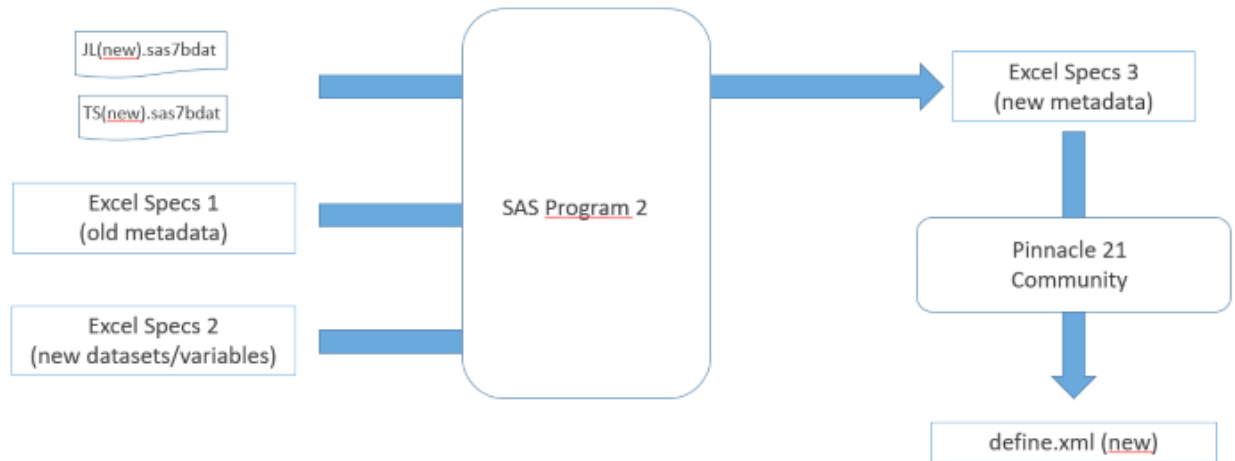 JL(new).sas7bdat
TS(new).sas7bdat
Excel Specs 1
(old metadata)
Excel Specs 2
(new datasets/variables)
SAS Program 2
Excel Specs 3
(new metadata)
Pinnacle 21
Community
define.xml (new)